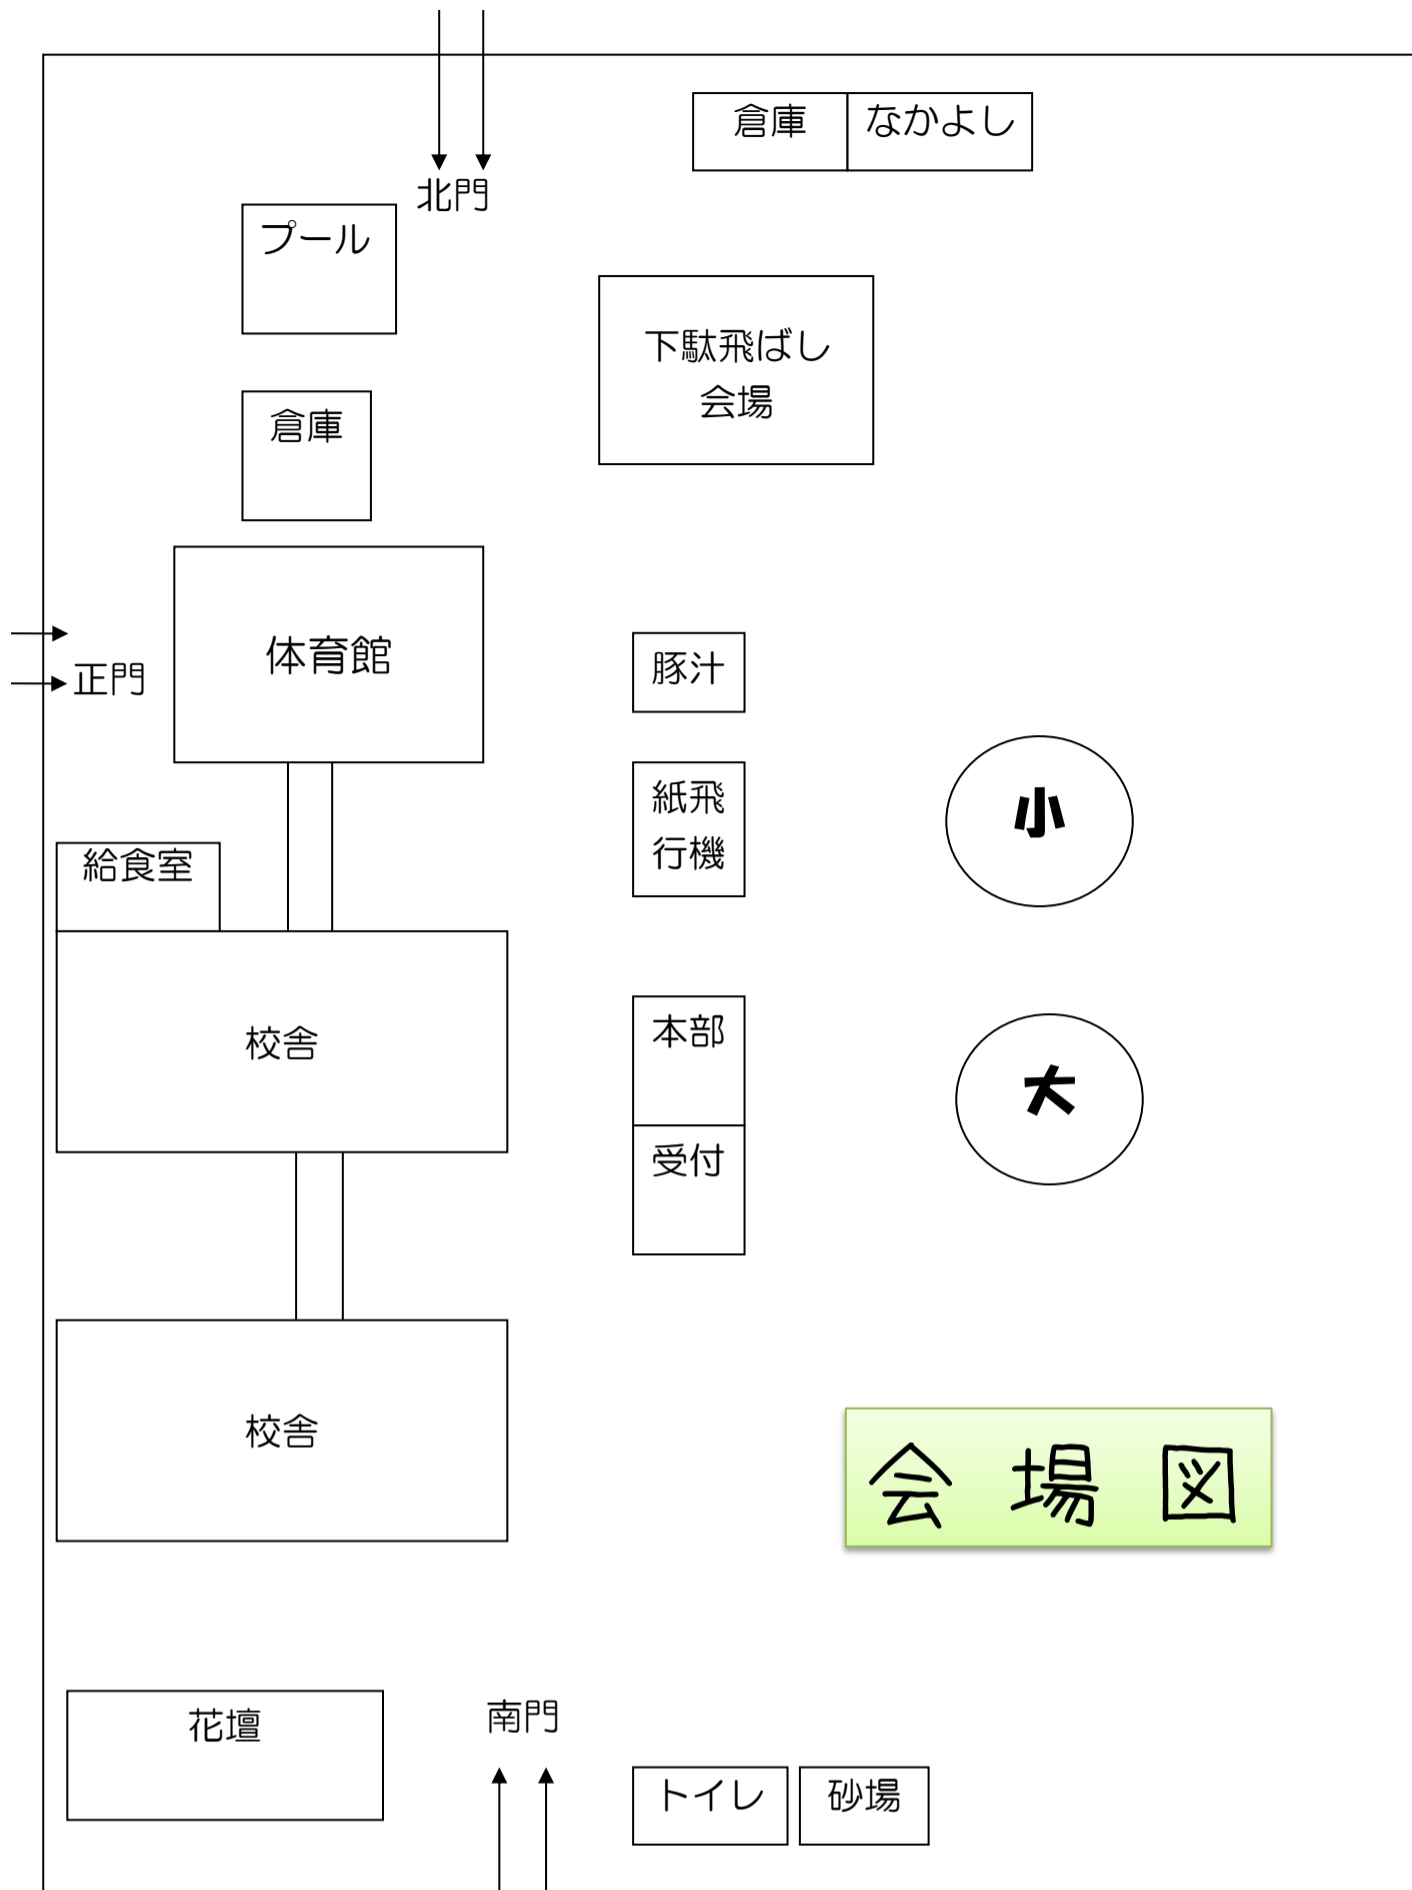 倉庫
なかよし
北門
プール
下駄飛ばし
会場
倉庫
体育館
正門
豚汁
紙飛
行機
小
給食室
校舎
本部
大
受付
校舎
会場図
花壇
南門
トイレ
砂場